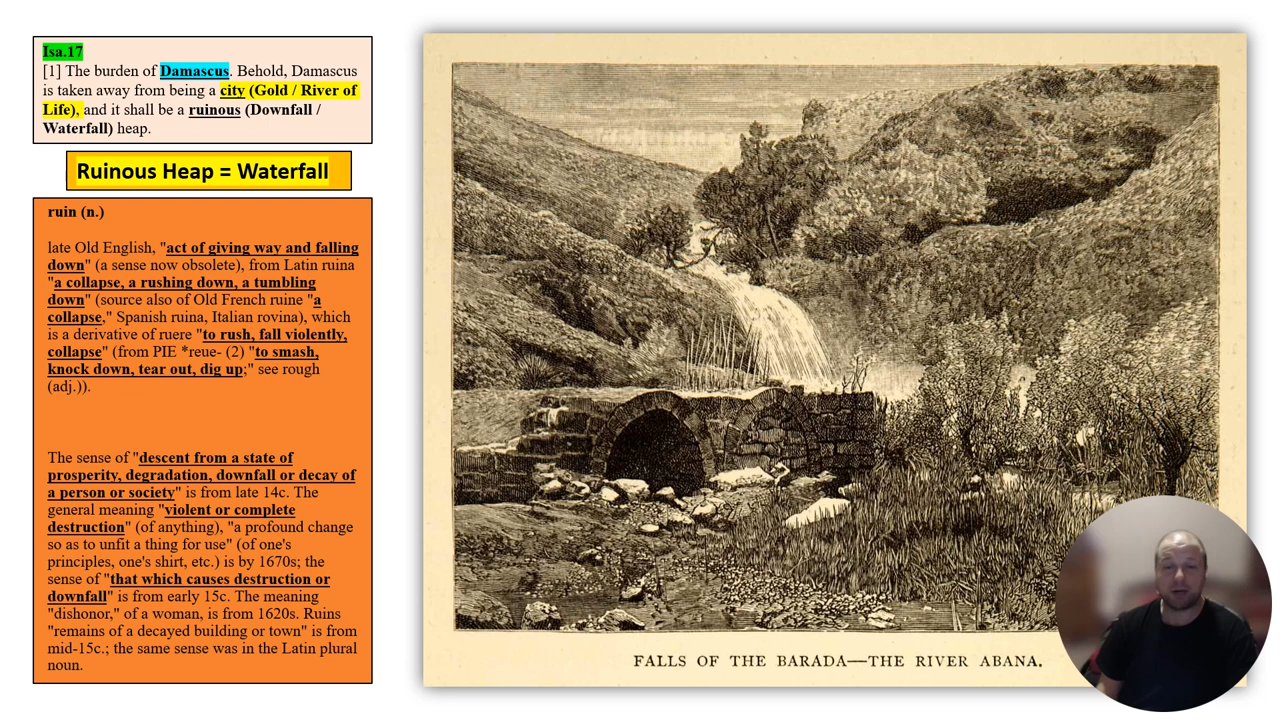 Isa.17
[1] The burden of Damascus. Behold, Damascus
is taken away from being a city (Gold / River of
Life), and it shall be a ruinous (Downfall /
Waterfall) heap.
Ruinous Heap = Waterfall
ruin (n.)
late Old English, "act of giving way and falling
down" (a sense now obsolete), from Latin ruina
"a collapse, a rushing down, a tumbling
down" (source also of Old French ruine "a
collapse," Spanish ruina, Italian rovina), which
is a derivative of ruere "to rush, fall violently,
collapse" (from PIE *reue- (2) "to smash,
knock down, tear out, dig up;" see rough
(adj.)).
The sense of "descent from a state of
prosperity, degradation, downfall or decay of
a person or society" is from late 14c. The
general meaning "violent or complete
destruction" (of anything), "a profound change
so as to unfit a thing for use" (of one's
principles, one's shirt, etc.) is by 1670s; the
sense of "that which causes destruction or
downfall" is from early 15c. The meaning
"dishonor," of a woman, is from 1620s. Ruins
"remains of a decayed building or town" is from
mid-15c.; the same sense was in the Latin plural
noun.
FALLS OF THE BARADA—THE RIVER ABANA.